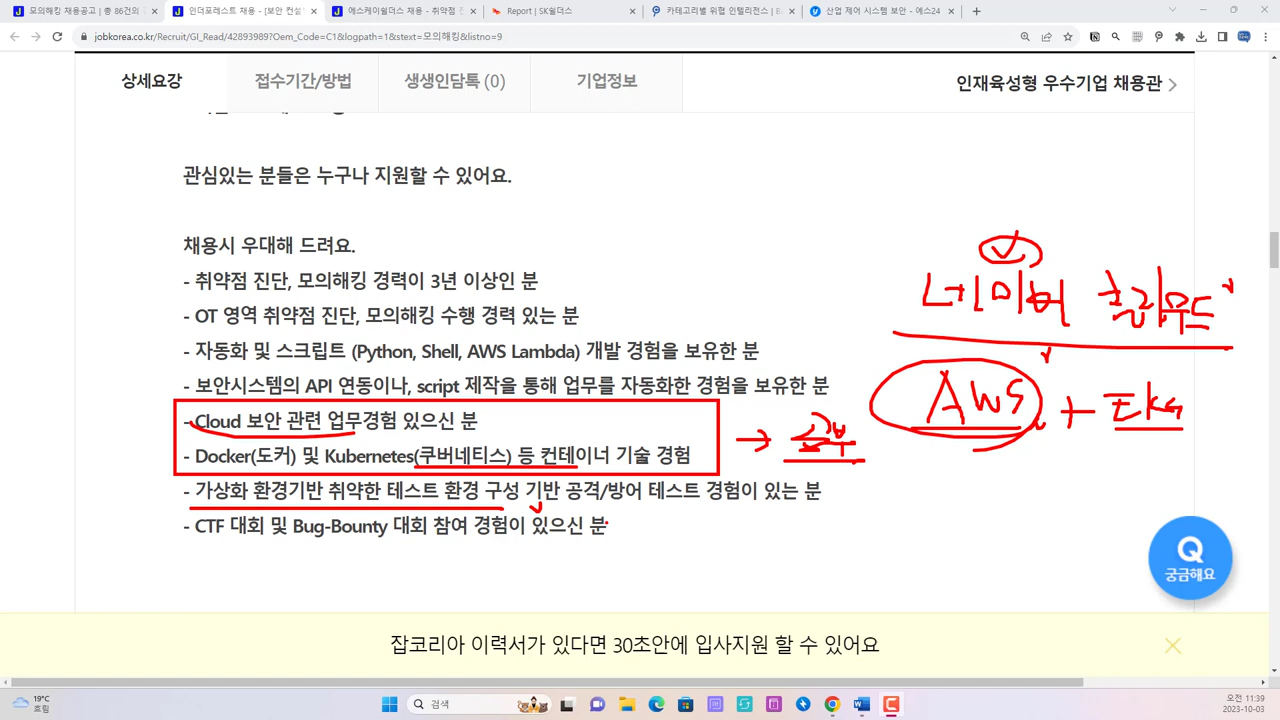 모의해킹 채용공고 | 총 86건의
인더포레스트 채용 - [보안 컨설
에스케이쉴더스 채용 - 취약점 진
Report | SK쉴더스
카테고리별 위협 인텔리전스 | Bo
산업 제어 시스템 보안 - 예스24
jobkorea.co.kr/Recruit/GI_Read/42893989?Oem_Code=C1&logpath=1&stext=모의해킹&listno=9
상세요강
접수기간/방법
생생인담톡 (0)
기업정보
인재육성형 우수기업 채용관
관심있는 분들은 누구나 지원할 수 있어요.
채용시 우대해 드려요.
- 취약점 진단, 모의해킹 경력이 3년 이상인 분
- OT 영역 취약점 진단, 모의해킹 수행 경력 있는 분
- 자동화 및 스크립트 (Python, Shell, AWS Lambda) 개발 경험을 보유한 분
- 보안시스템의 API 연동이나, script 제작을 통해 업무를 자동화한 경험을 보유한 분
- Cloud 보안 관련 업무경험 있으신 분
- Docker(도커) 및 Kubernetes(쿠버네티스) 등 컨테이너 기술 경험
- 가상화 환경기반 취약한 테스트 환경 구성 기반 공격/방어 테스트 경험이 있는 분
- CTF 대회 및 Bug-Bounty 대회 참여 경험이 있으신 분
네이버 클라우드
AWS + EKS
공부
Q
궁금해요
잡코리아 이력서가 있다면 30초안에 입사지원 할 수 있어요
19°C
흐림
검색
오전 11:39
2023-10-03